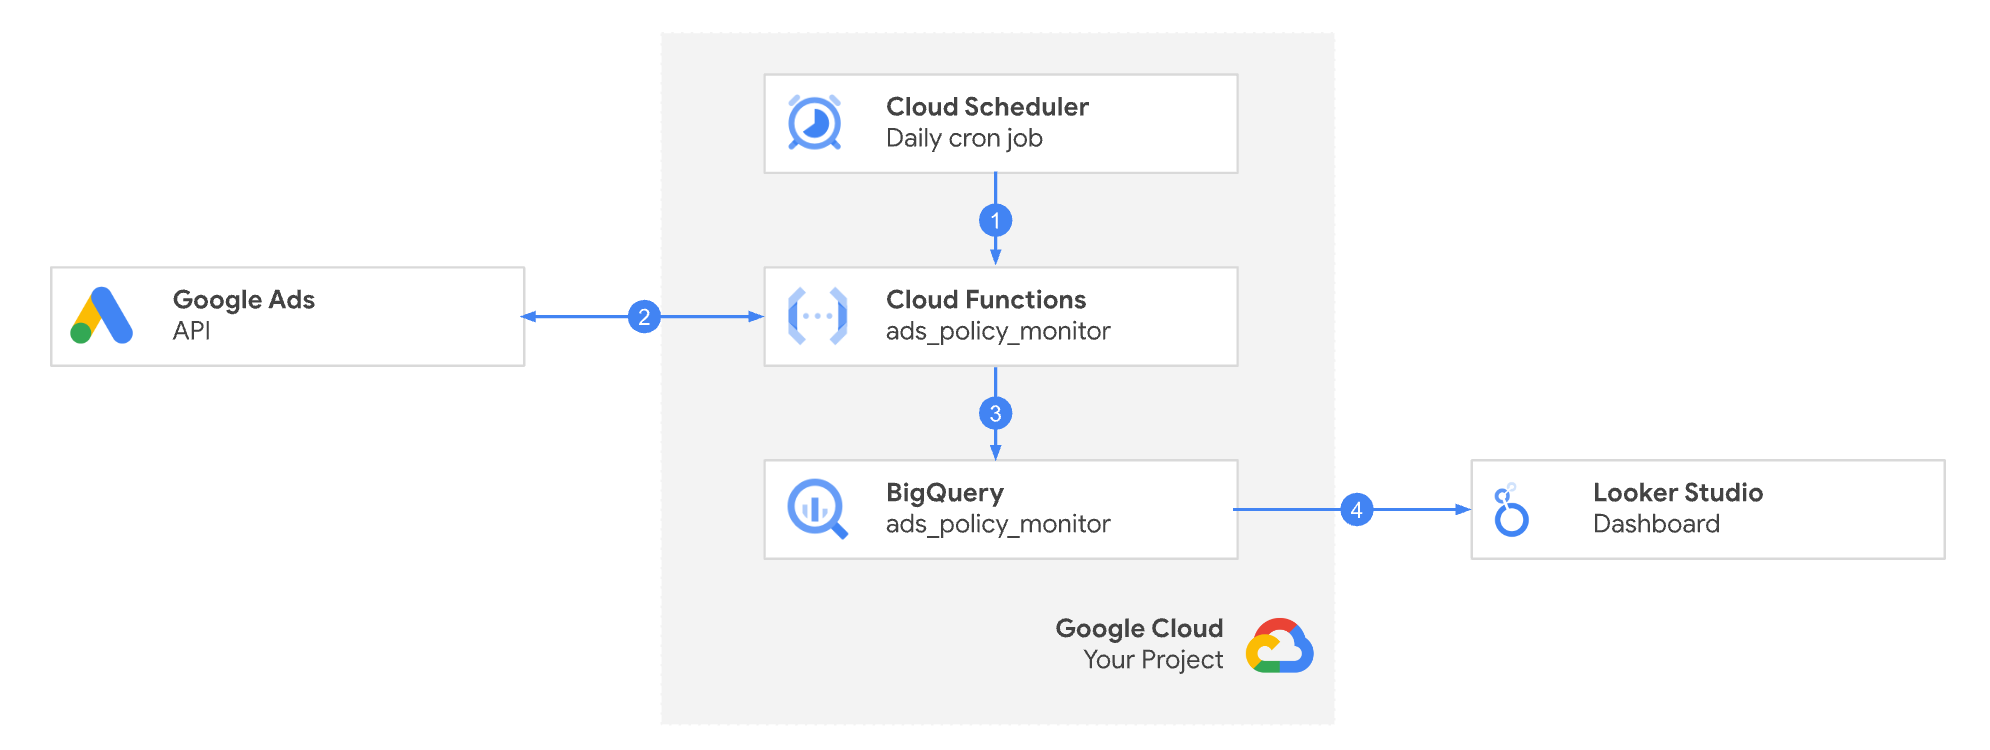 Cloud Scheduler
Daily cron job
1
Google Ads
API
2
Cloud Functions
ads_policy_monitor
3
BigQuery
ads_policy_monitor
4
Looker Studio
Dashboard
Google Cloud
Your Project